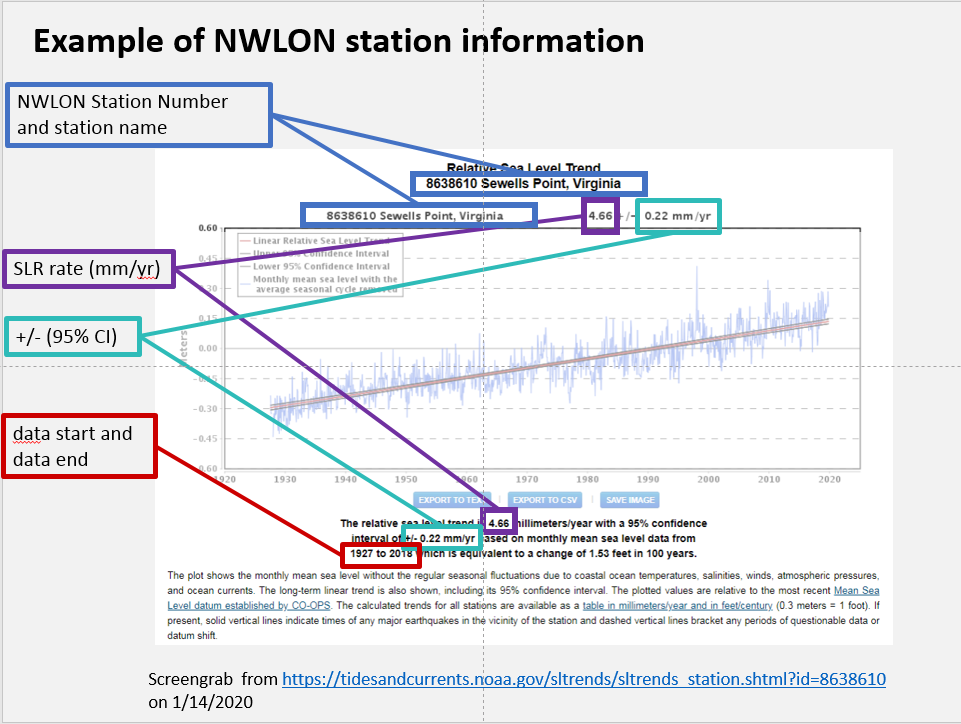 Example of NWLON station information
NWLON Station Number
and station name
Relative Sea Level Trend
8638610 Sewells Point, Virginia
8638610 Sewells Point, Virginia 4.66 +/- 0.22 mm/yr
SLR rate (mm/yr)
+/- (95% CI)
data start and
data end
0.60
0.45
0.30
0.15
0.00
-0.15
-0.30
-0.45
-0.60
Meters
Linear Relative Sea Level Trend
Upper 95% Confidence Interval
Lower 95% Confidence Interval
Monthly mean sea level with the
average seasonal cycle removed
1920 1930 1940 1950 1960 1970 1980 1990 2000 2010 2020
EXPORT TO TEXT | EXPORT TO CSV | SAVE IMAGE
The relative sea level trend is 4.66 millimeters/year with a 95% confidence
interval of +/- 0.22 mm/yr based on monthly mean sea level data from
1927 to 2018 which is equivalent to a change of 1.53 feet in 100 years.
The plot shows the monthly mean sea level without the regular seasonal fluctuations due to coastal ocean temperatures, salinities, winds, atmospheric pressures,
and ocean currents. The long-term linear trend is also shown, including its 95% confidence interval. The plotted values are relative to the most recent Mean Sea
Level datum established by CO-OPS. The calculated trends for all stations are available as a table in millimeters/year and in feet/century (0.3 meters = 1 foot). If
present, solid vertical lines indicate times of any major earthquakes in the vicinity of the station and dashed vertical lines bracket any periods of questionable data or
datum shift.
Screengrab from https://tidesandcurrents.noaa.gov/sltrends/sltrends_station.shtml?id=8638610
on 1/14/2020